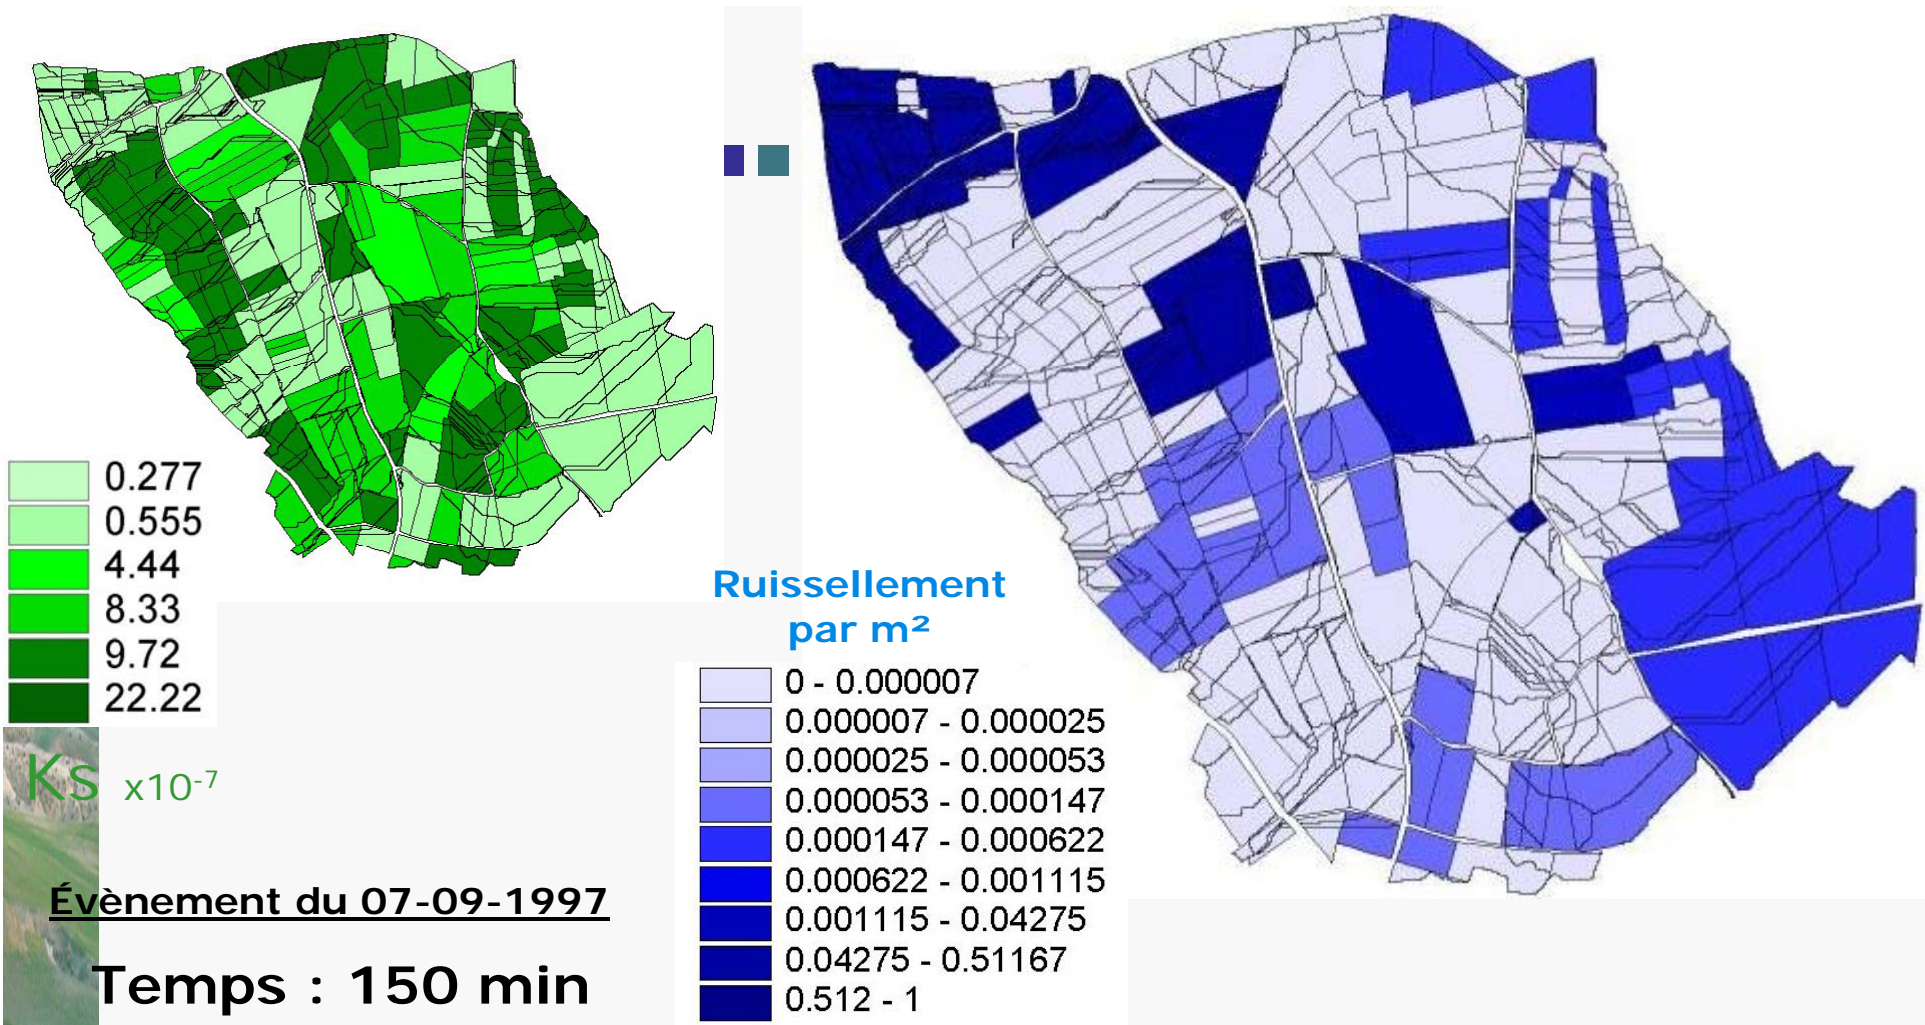 0.277
0.555
4.44
8.33
9.72
22.22
Ks x10⁻⁷
Évènement du 07-09-1997
Temps : 150 min
Ruissellement
par m²
0 - 0.000007
0.000007 - 0.000025
0.000025 - 0.000053
0.000053 - 0.000147
0.000147 - 0.000622
0.000622 - 0.001115
0.001115 - 0.04275
0.04275 - 0.51167
0.512 - 1